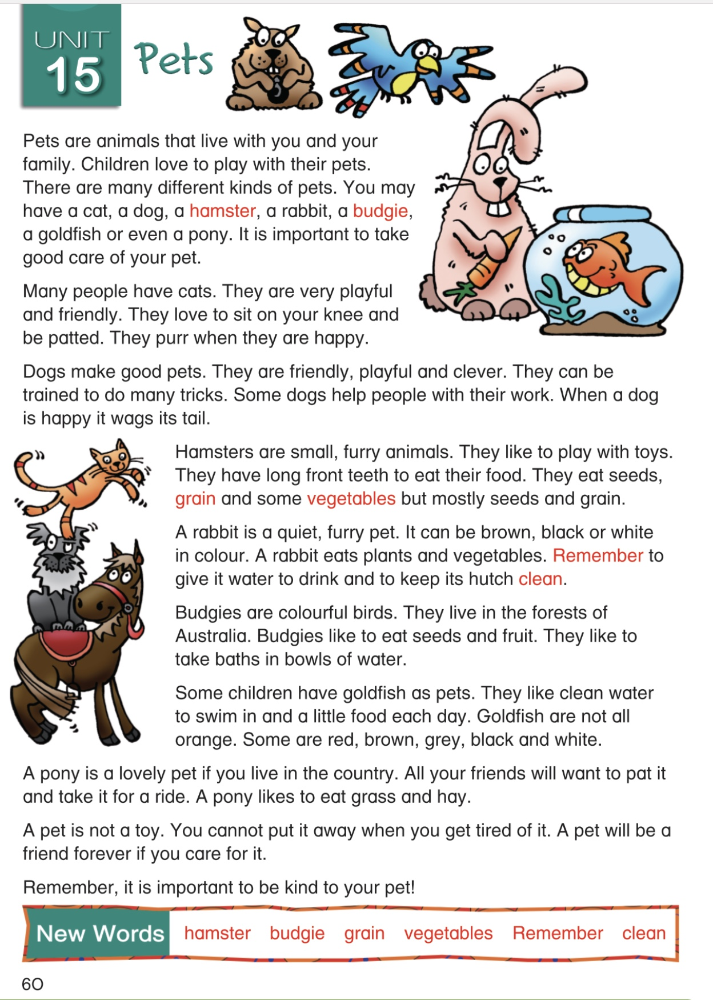 UNIT
15
Pets
Pets are animals that live with you and your
family. Children love to play with their pets.
There are many different kinds of pets. You may
have a cat, a dog, a hamster, a rabbit, a budgie,
a goldfish or even a pony. It is important to take
good care of your pet.
Many people have cats. They are very playful
and friendly. They love to sit on your knee and
be patted. They purr when they are happy.
Dogs make good pets. They are friendly, playful and clever. They can be
trained to do many tricks. Some dogs help people with their work. When a dog
is happy it wags its tail.
Hamsters are small, furry animals. They like to play with toys.
They have long front teeth to eat their food. They eat seeds,
grain and some vegetables but mostly seeds and grain.
A rabbit is a quiet, furry pet. It can be brown, black or white
in colour. A rabbit eats plants and vegetables. Remember to
give it water to drink and to keep its hutch clean.
Budgies are colourful birds. They live in the forests of
Australia. Budgies like to eat seeds and fruit. They like to
take baths in bowls of water.
Some children have goldfish as pets. They like clean water
to swim in and a little food each day. Goldfish are not all
orange. Some are red, brown, grey, black and white.
A pony is a lovely pet if you live in the country. All your friends will want to pat it
and take it for a ride. A pony likes to eat grass and hay.
A pet is not a toy. You cannot put it away when you get tired of it. A pet will be a
friend forever if you care for it.
Remember, it is important to be kind to your pet!
New Words hamster budgie grain vegetables Remember clean
60